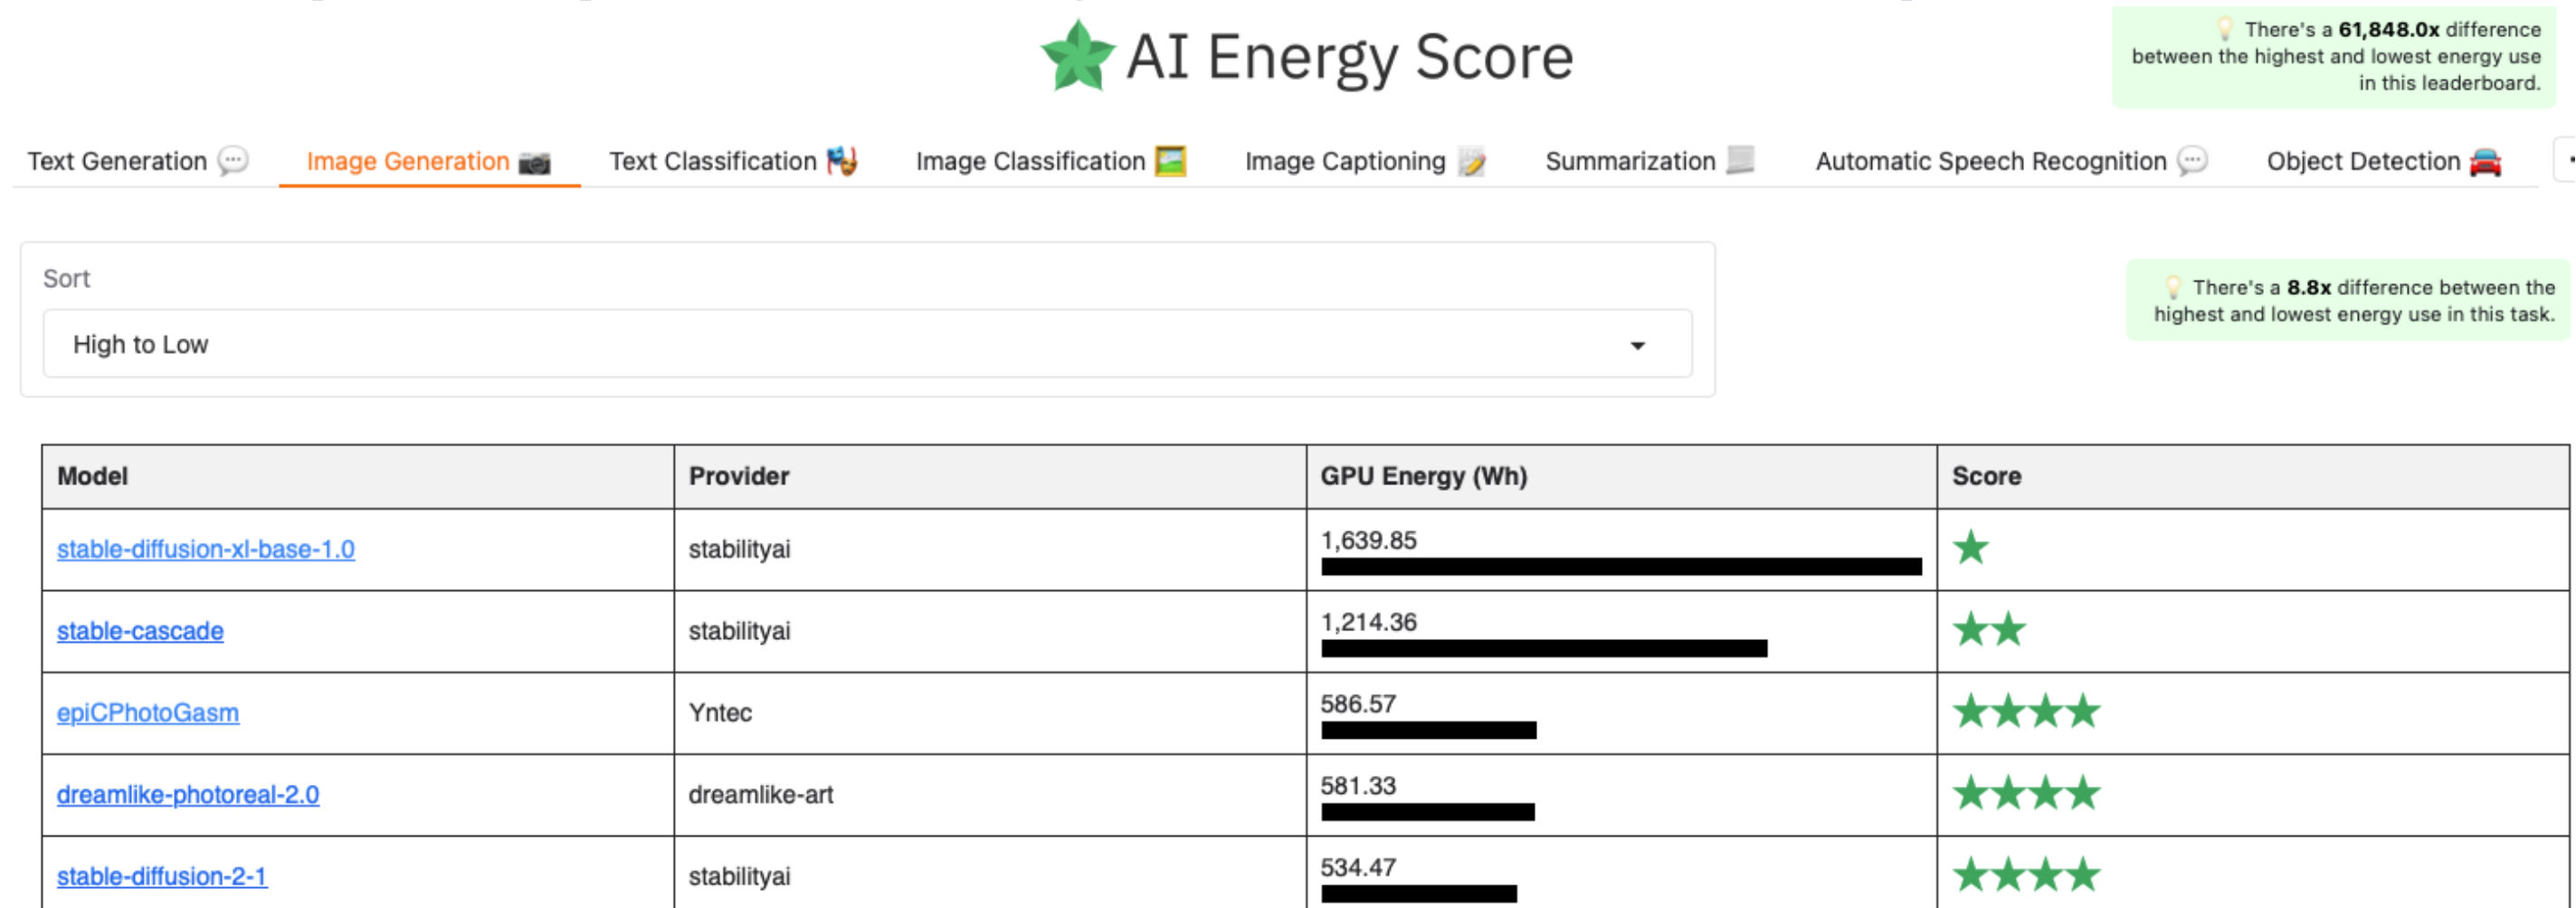 AI Energy Score
There's a 61,848.0x difference
between the highest and lowest energy use
in this leaderboard.
Text Generation Image Generation Text Classification Image Classification Image Captioning Summarization Automatic Speech Recognition Object Detection
Sort
High to Low
There's a 8.8x difference between the
highest and lowest energy use in this task.
Model Provider GPU Energy (Wh) Score
stable-diffusion-xl-base-1.0 stabilityai 1,639.85
stable-cascade stabilityai 1,214.36
epiCPhotoGasm Yntec 586.57
dreamlike-photoreal-2.0 dreamlike-art 581.33
stable-diffusion-2-1 stabilityai 534.47